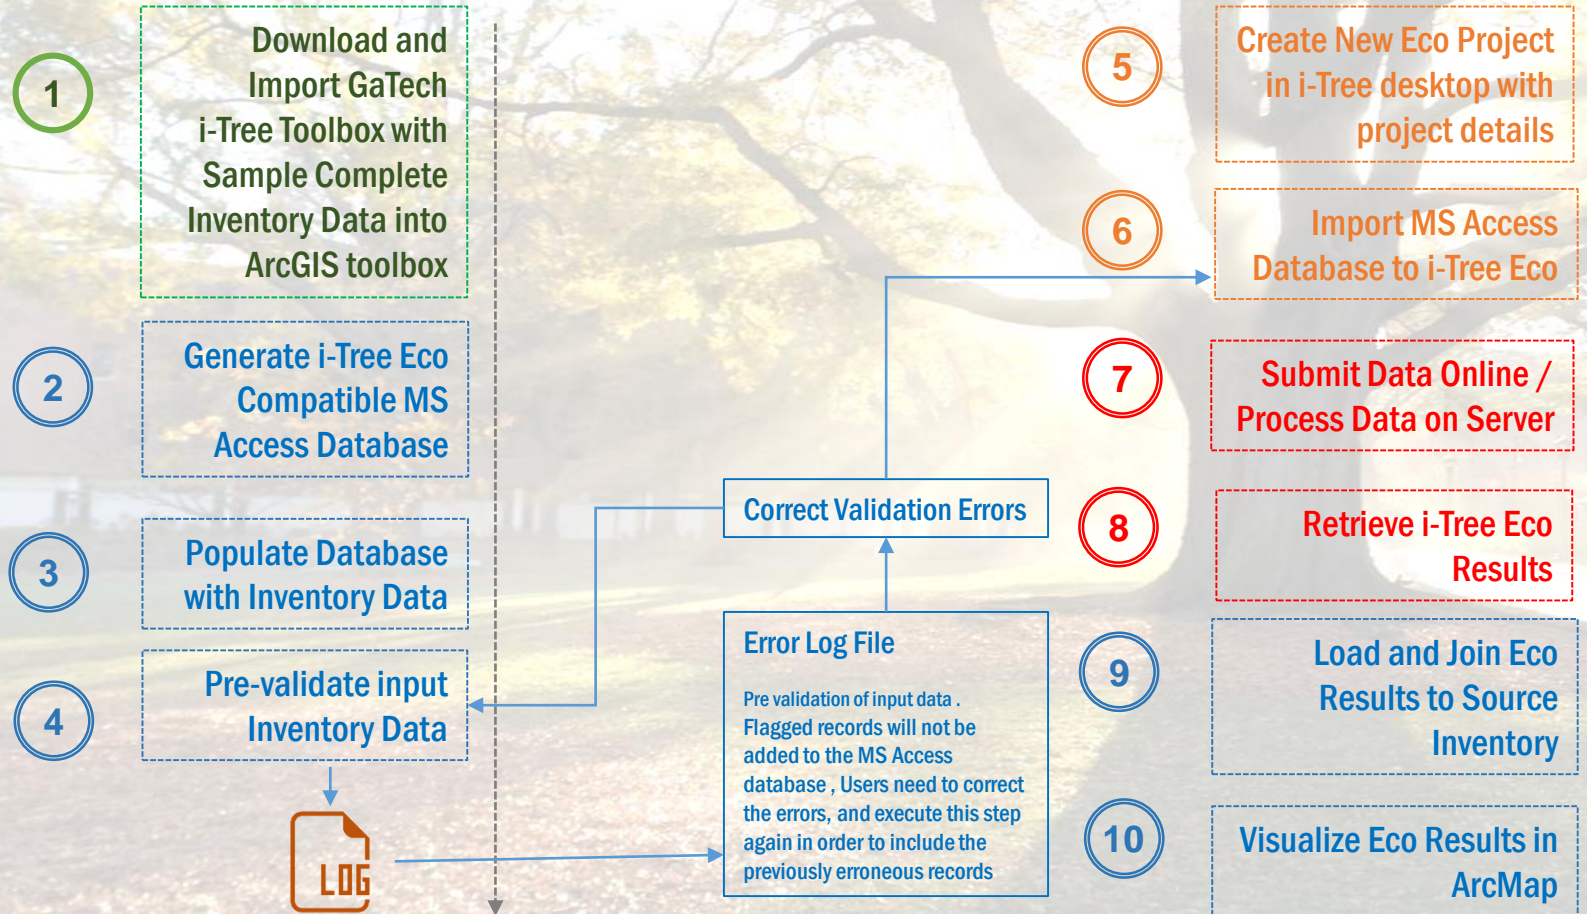 1
Download and
Import GaTech
i-Tree Toolbox with
Sample Complete
Inventory Data into
ArcGIS toolbox
2
Generate i-Tree Eco
Compatible MS
Access Database
3
Populate Database
with Inventory Data
4
Pre-validate input
Inventory Data
LOG
Correct Validation Errors
Error Log File
Pre validation of input data .
Flagged records will not be
added to the MS Access
database , Users need to correct
the errors, and execute this step
again in order to include the
previously erroneous records
5
Create New Eco Project
in i-Tree desktop with
project details
6
Import MS Access
Database to i-Tree Eco
7
Submit Data Online /
Process Data on Server
8
Retrieve i-Tree Eco
Results
9
Load and Join Eco
Results to Source
Inventory
10
Visualize Eco Results in
ArcMap